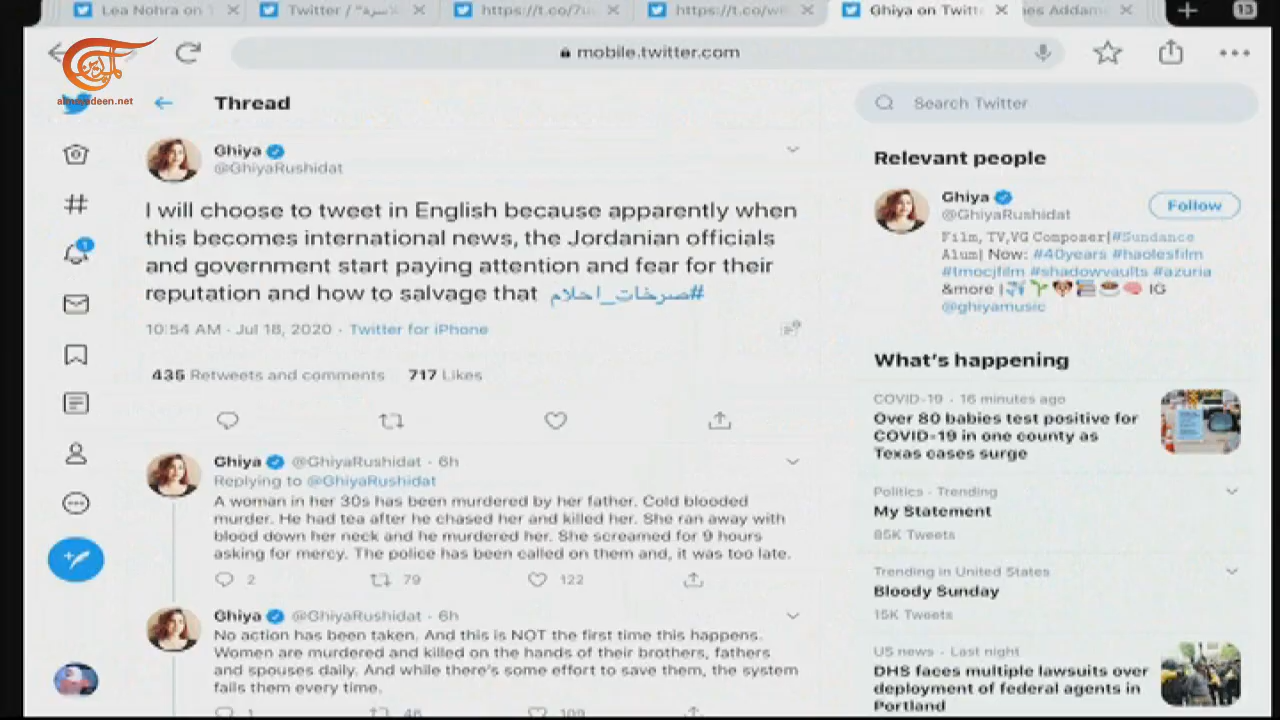 Lea Nohra on
Twitter /
https://t.co/7u
https://t.co/w
Ghiya on Twitt
es Addam
13
mobile.twitter.com
almayadeen.net
Thread
Search Twitter
Ghiya
@GhiyaRushidat
I will choose to tweet in English because apparently when
this becomes international news, the Jordanian officials
and government start paying attention and fear for their
reputation and how to salvage that #صرخات_احلام
10:54 AM · Jul 18, 2020 · Twitter for iPhone
435 Retweets and comments 717 Likes
Ghiya @GhiyaRushidat · 6h
Replying to @GhiyaRushidat
A woman in her 30s has been murdered by her father. Cold blooded
murder. He had tea after he chased her and killed her. She ran away with
blood down her neck and he murdered her. She screamed for 9 hours
asking for mercy. The police has been called on them and, it was too late.
2 79 122
Ghiya @GhiyaRushidat · 6h
No action has been taken. And this is NOT the first time this happens.
Women are murdered and killed on the hands of their brothers, fathers
and spouses daily. And while there's some effort to save them, the system
fails them every time.
1 46 109
Relevant people
Ghiya
@GhiyaRushidat
Follow
Film, TV,VG Composer|#Sundance
Alum| Now: #40years #haolesfilm
#tmocjfilm #shadowvaults #azuria
&more | IG
@ghiyamusic
What's happening
COVID-19 · 16 minutes ago
Over 80 babies test positive for
COVID-19 in one county as
Texas cases surge
Politics · Trending
My Statement
85K Tweets
Trending in United States
Bloody Sunday
15K Tweets
US news · Last night
DHS faces multiple lawsuits over
deployment of federal agents in
Portland